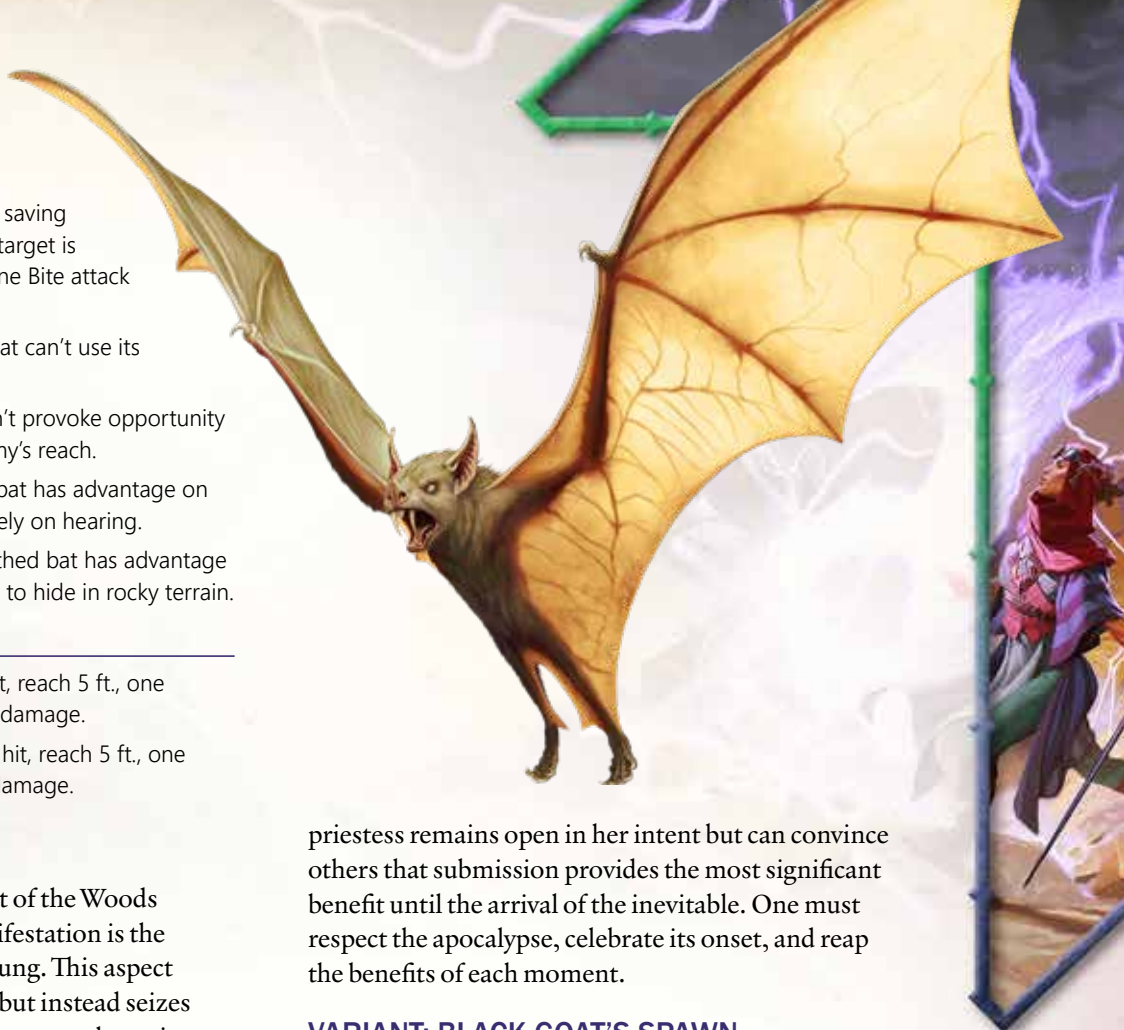 saving
target is
ne Bite attack
at can't use its
n't provoke opportunity
ny's reach.
bat has advantage on
ely on hearing.
ched bat has advantage
to hide in rocky terrain.
t, reach 5 ft., one
damage.
hit, reach 5 ft., one
amage.
t of the Woods
ifestation is the
ung. This aspect
but instead seizes
priestess remains open in her intent but can convince
others that submission provides the most significant
benefit until the arrival of the inevitable. One must
respect the apocalypse, celebrate its onset, and reap
the benefits of each moment.
VARIANT: BLACK GOAT'S SPAWN